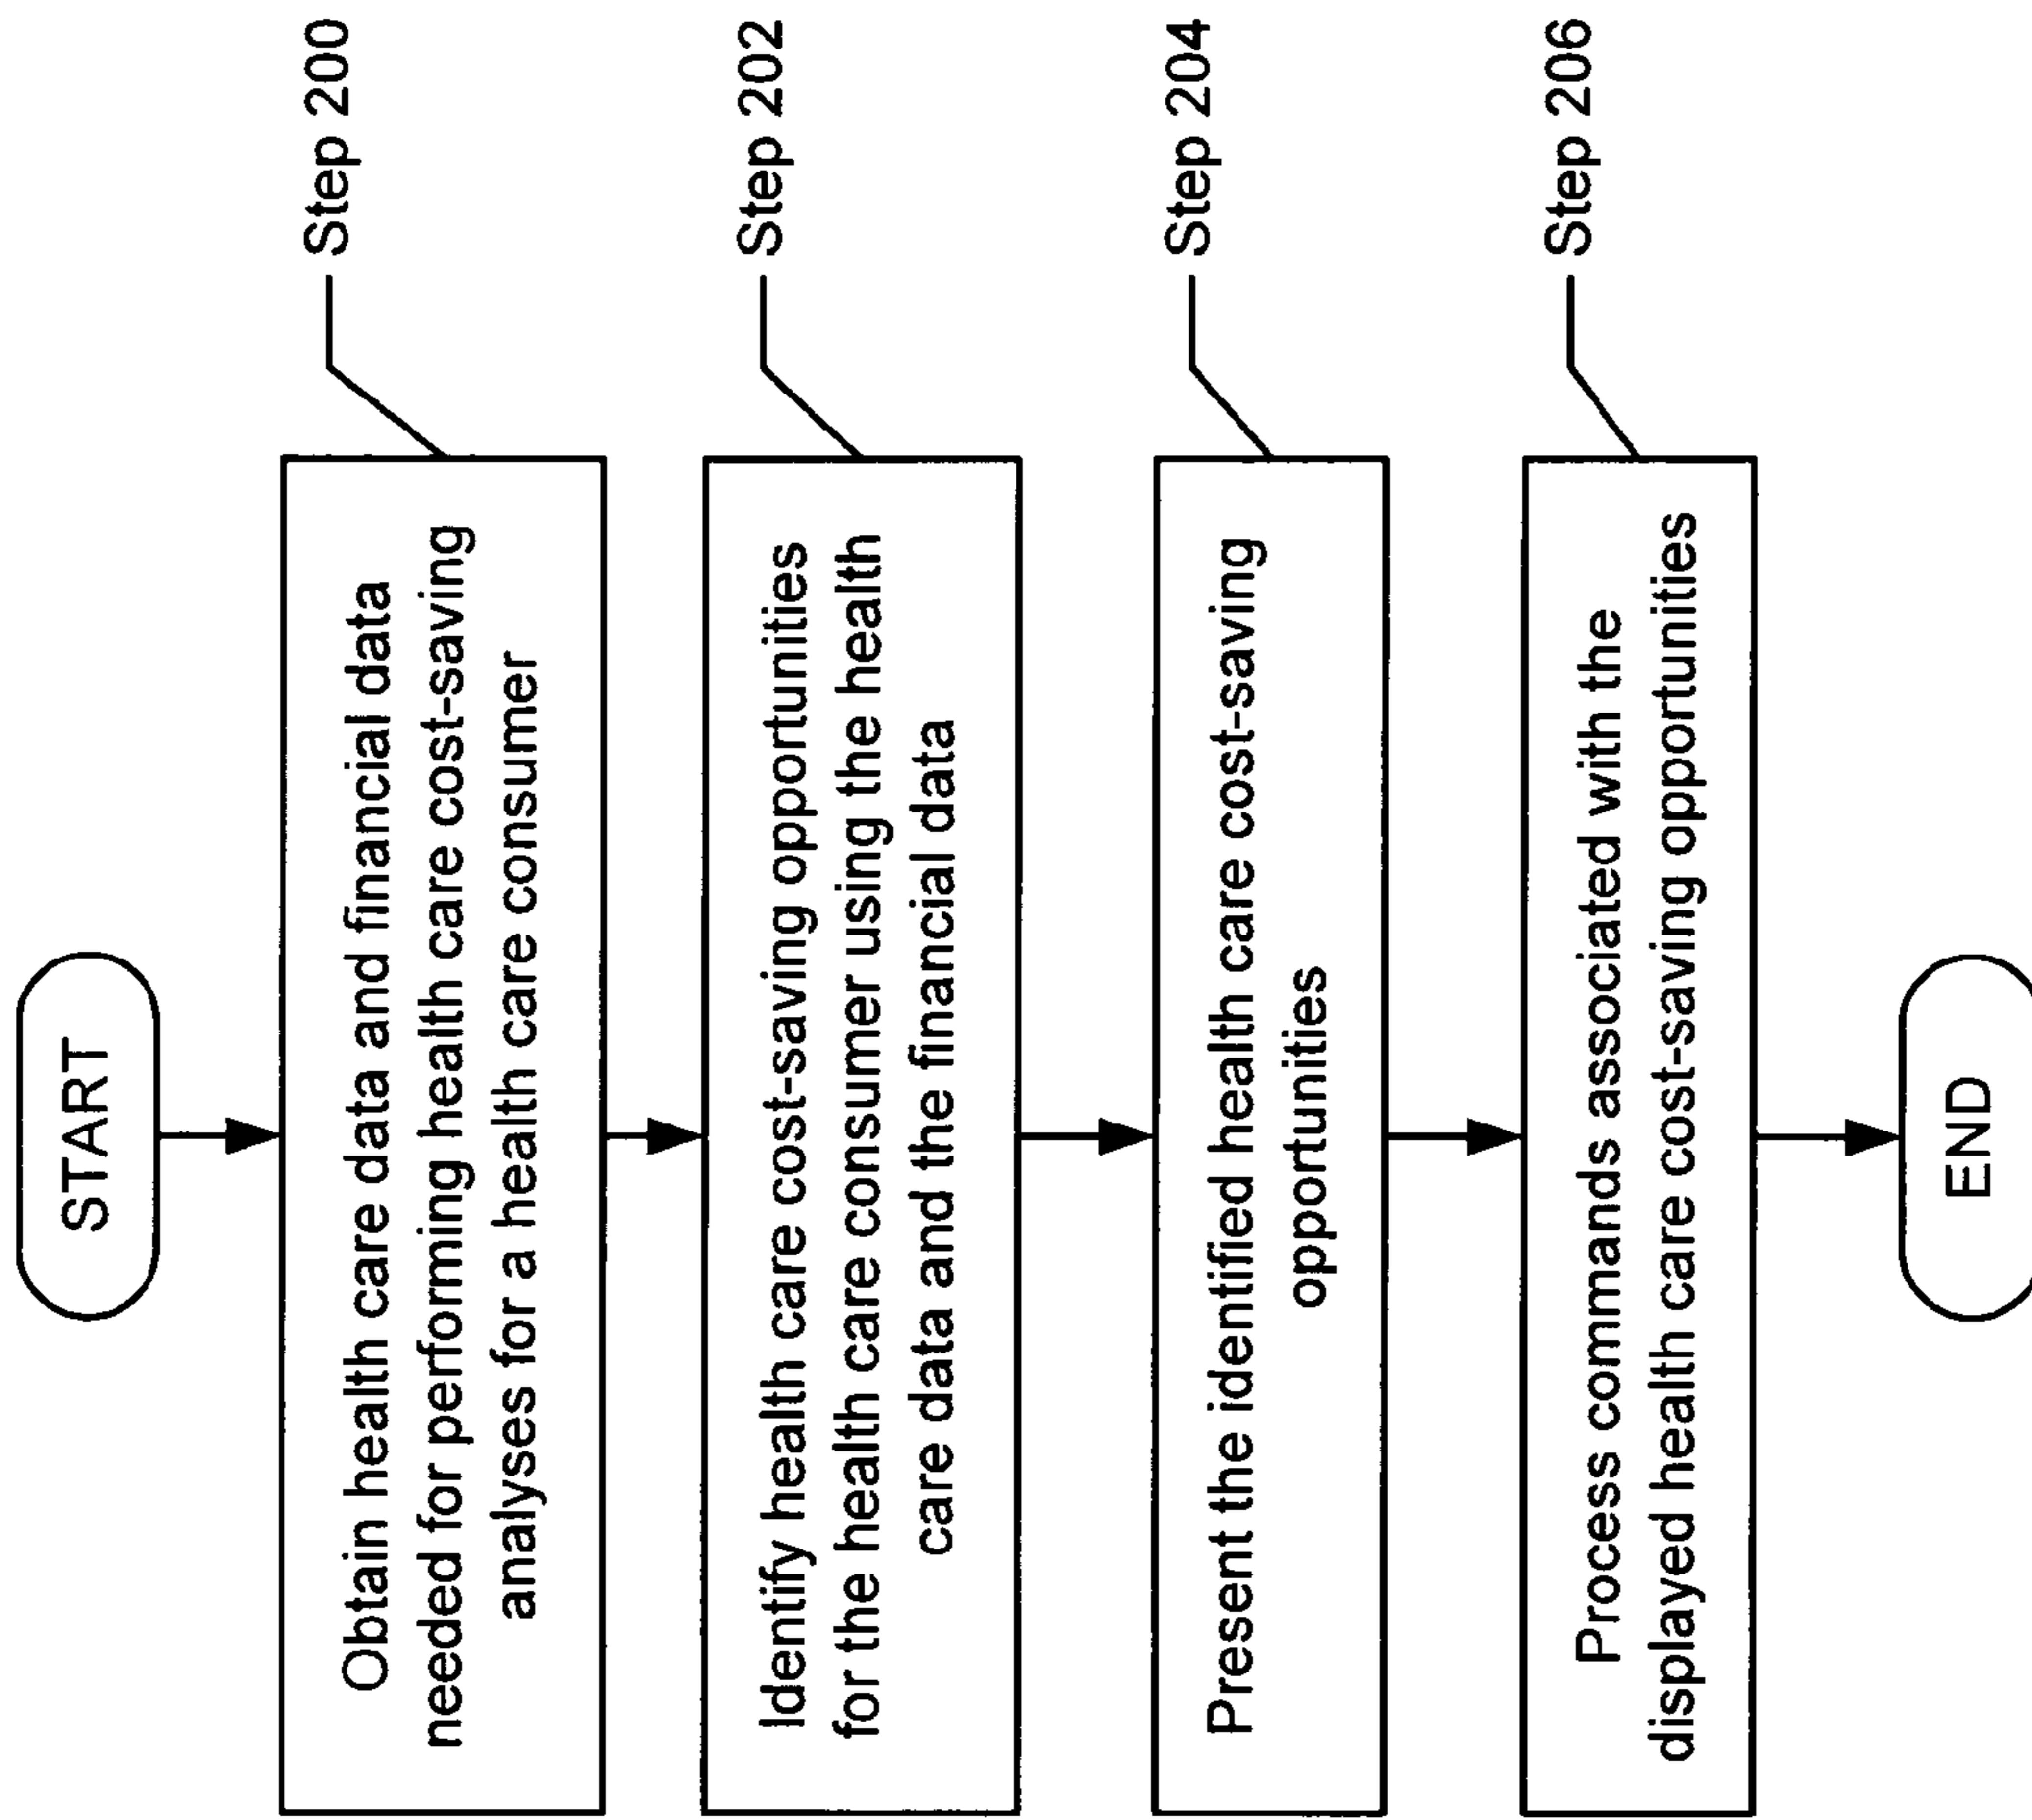 START
Obtain health care data and financial data
needed for performing health care cost-saving
analyses for a health care consumer
Step 200
Identify health care cost-saving opportunities
for the health care consumer using the health
care data and the financial data
Step 202
Present the identified health care cost-saving
opportunities
Step 204
Process commands associated with the
displayed health care cost-saving opportunities
Step 206
END